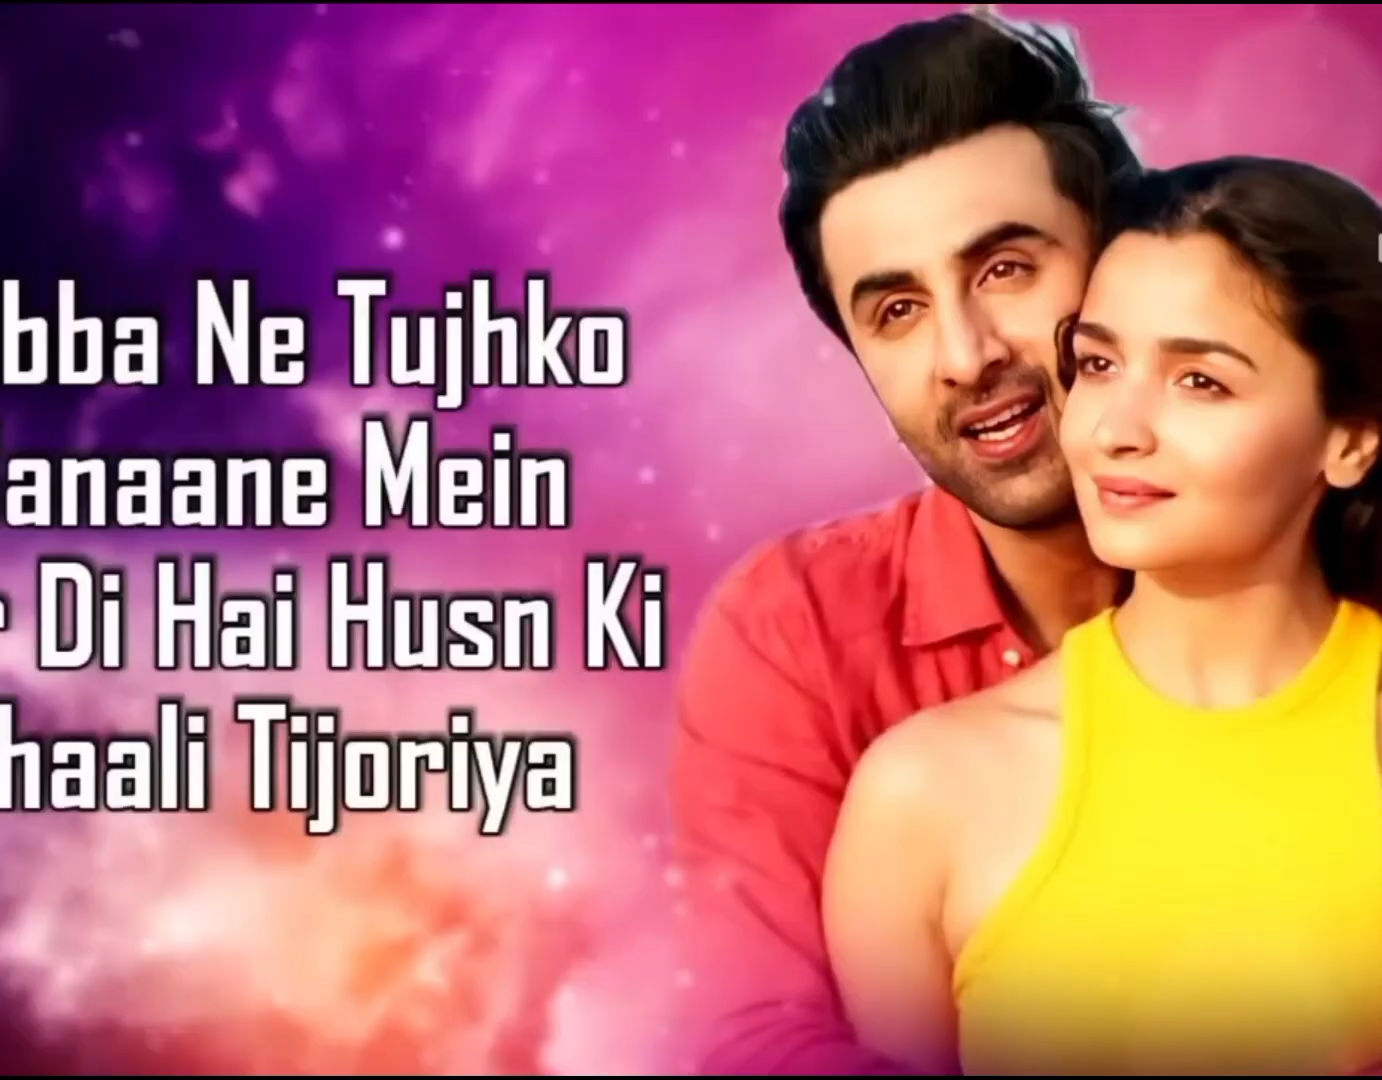 bba Ne Tujhko
anaane Mein
Di Hai Husn Ki
haali Tijoriya